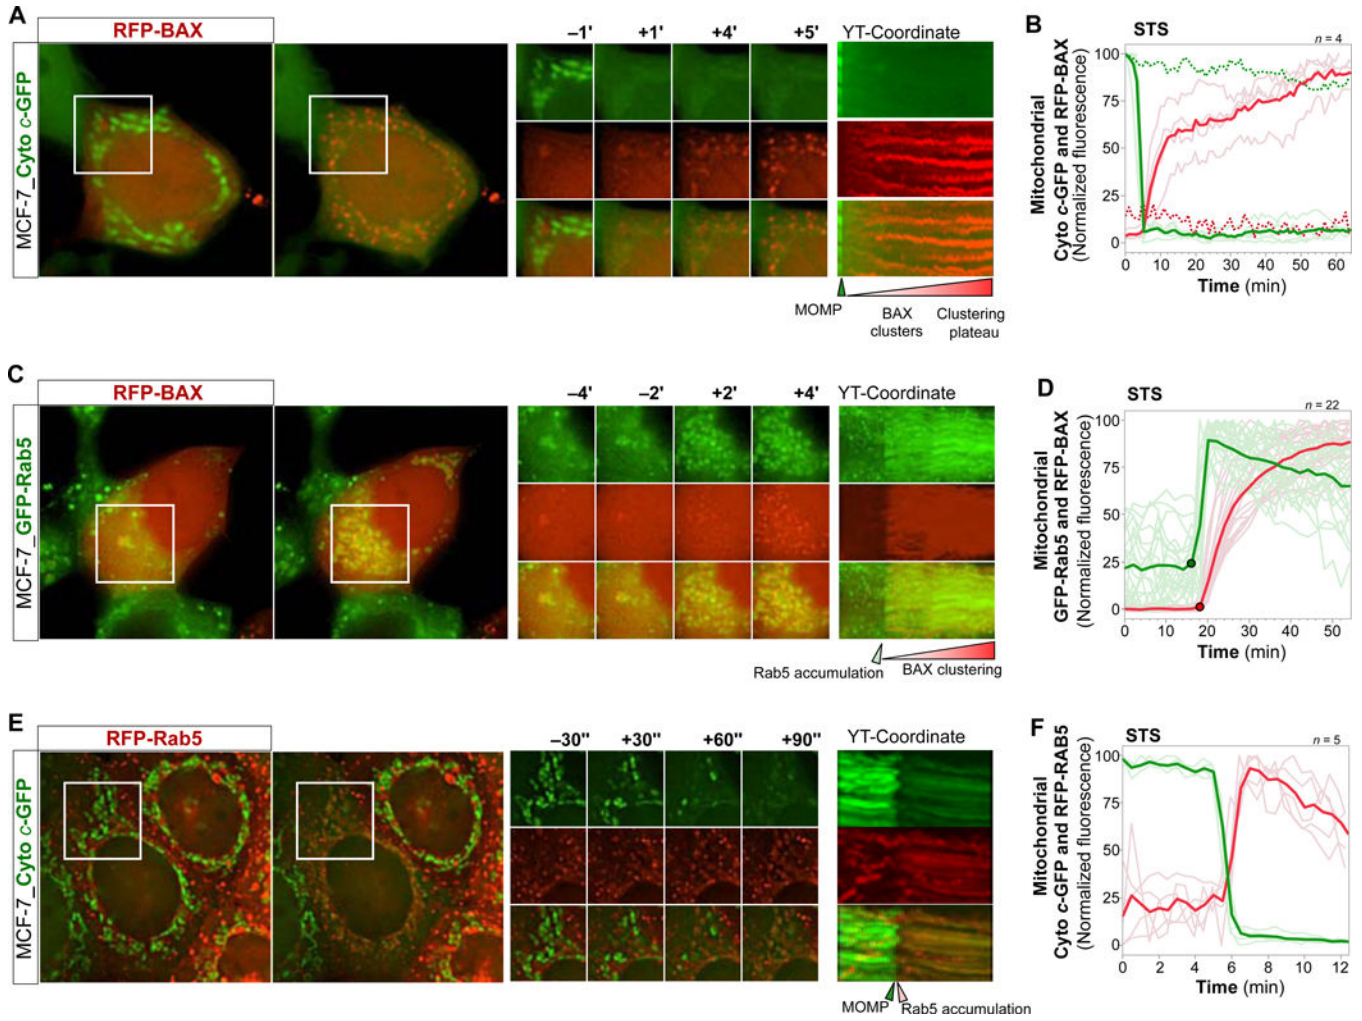 A
RFP-BAX
MCF-7_Cyto c-GFP
–1' +1' +4' +5' YT-Coordinate
MOMP
BAX clusters
Clustering plateau
B
STS
n = 4
Mitochondrial
Cyto c-GFP and RFP-BAX
(Normalized fluorescence)
100
75
50
25
0
0 10 20 30 40 50 60
Time (min)
C
RFP-BAX
MCF-7_GFP-Rab5
–4' –2' +2' +4' YT-Coordinate
Rab5 accumulation
BAX clustering
D
STS
n = 22
Mitochondrial
GFP-Rab5 and RFP-BAX
(Normalized fluorescence)
100
75
50
25
0
0 10 20 30 40 50
Time (min)
E
RFP-Rab5
MCF-7_Cyto c-GFP
–30" +30" +60" +90" YT-Coordinate
MOMP
Rab5 accumulation
F
STS
n = 5
Mitochondrial
Cyto c-GFP and RFP-RAB5
(Normalized fluorescence)
100
75
50
25
0
0 2 4 6 8 10 12
Time (min)